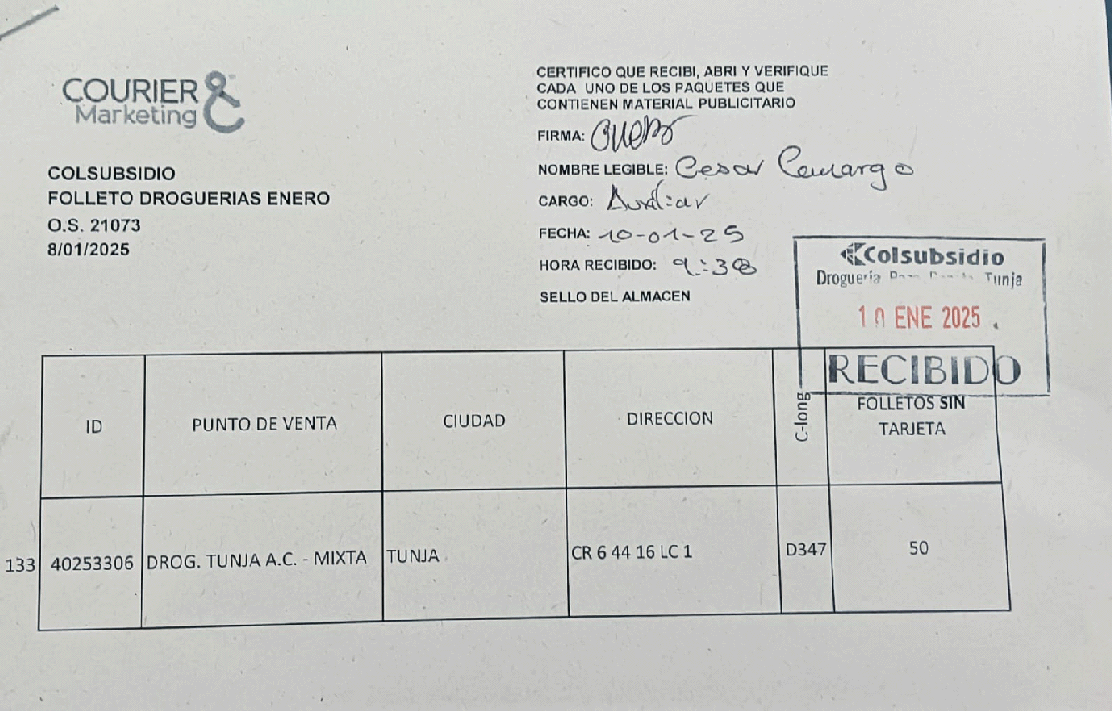 COURIER &
Marketing
COLSUBSIDIO
FOLLETO DROGUERIAS ENERO
O.S. 21073
8/01/2025
CERTIFICO QUE RECIBI, ABRI Y VERIFIQUE
CADA UNO DE LOS PAQUETES QUE
CONTIENEN MATERIAL PUBLICITARIO
FIRMA:
NOMBRE LEGIBLE: Cesar Camargo
CARGO: Auxiliar
FECHA: 10-01-25
HORA RECIBIDO: 9:38
SELLO DEL ALMACEN
Colsubsidio
Droguería Tunja
10 ENE 2025
RECIBIDO
ID PUNTO DE VENTA CIUDAD DIRECCION C-long FOLLETOS SIN
TARJETA
133 40253306 DROG. TUNJA A.C. - MIXTA TUNJA CR 6 44 16 LC 1 D347 50